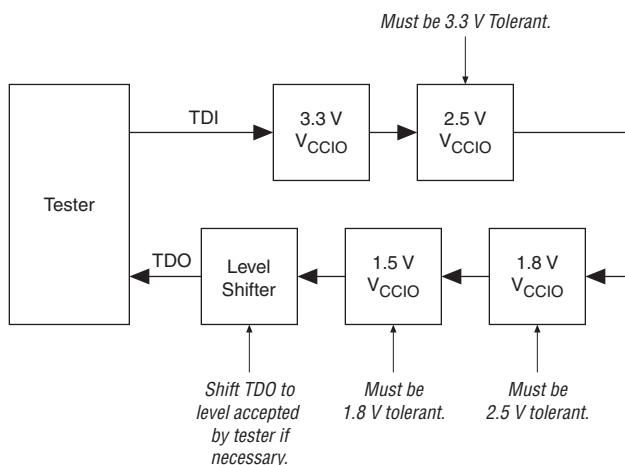 Must be 3.3 V Tolerant.
TDI
3.3 V
VCCIO
2.5 V
VCCIO
Tester
TDO
Level
Shifter
1.5 V
VCCIO
1.8 V
VCCIO
Shift TDO to
level accepted
by tester if
necessary.
Must be
1.8 V tolerant.
Must be
2.5 V tolerant.